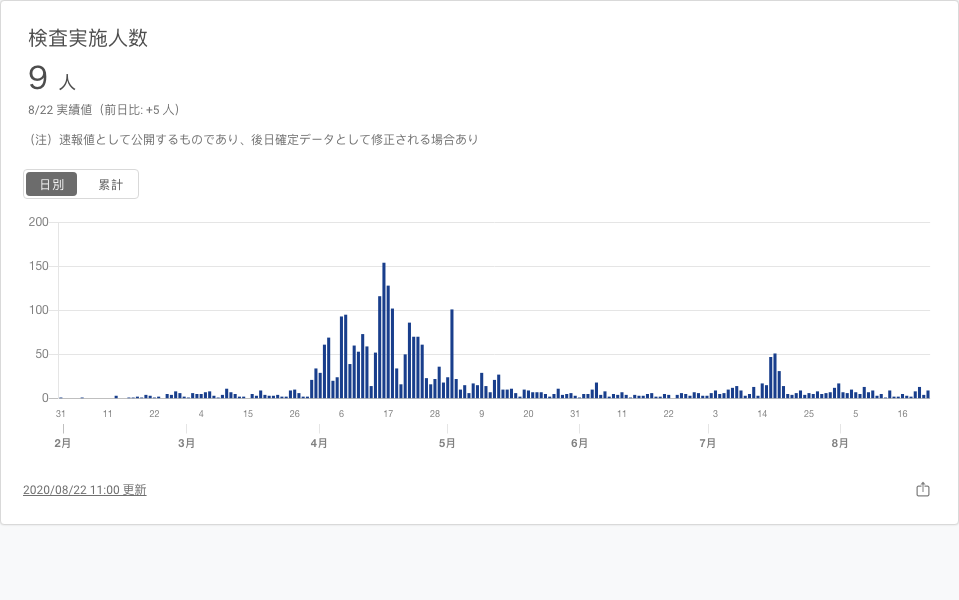 検査実施人数
9 人
8/22 実績値（前日比: +5 人）
（注）速報値として公開するものであり、後日確定データとして修正される場合あり
日別 累計
200
150
100
50
0
31 11 22 4 15 26 6 17 28 9 20 31 11 22 3 14 25 5 16
2月 3月 4月 5月 6月 7月 8月
2020/08/22 11:00 更新